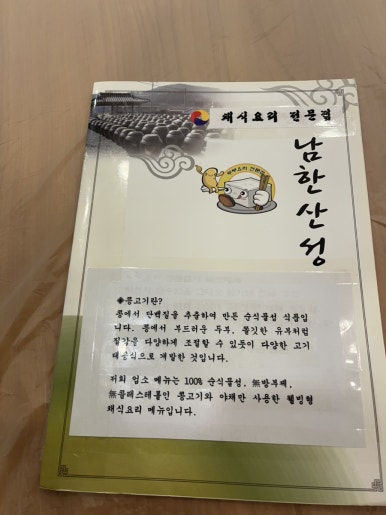 채식요리 전문점
남한산성
◈콩고기란?
콩에서 단백질을 추출하여 만든 순식물성 식품입
니다. 콩에서 부드러운 두부, 쫄깃한 유부처럼
질감을 다양하게 조절할 수 있듯이 다양한 고기
대용식으로 개발한 것입니다.
저희 업소 메뉴는 100% 순식물성, 無방부제,
無콜레스테롤인 콩고기와 야채만 사용한 웰빙형
채식요리 메뉴입니다.